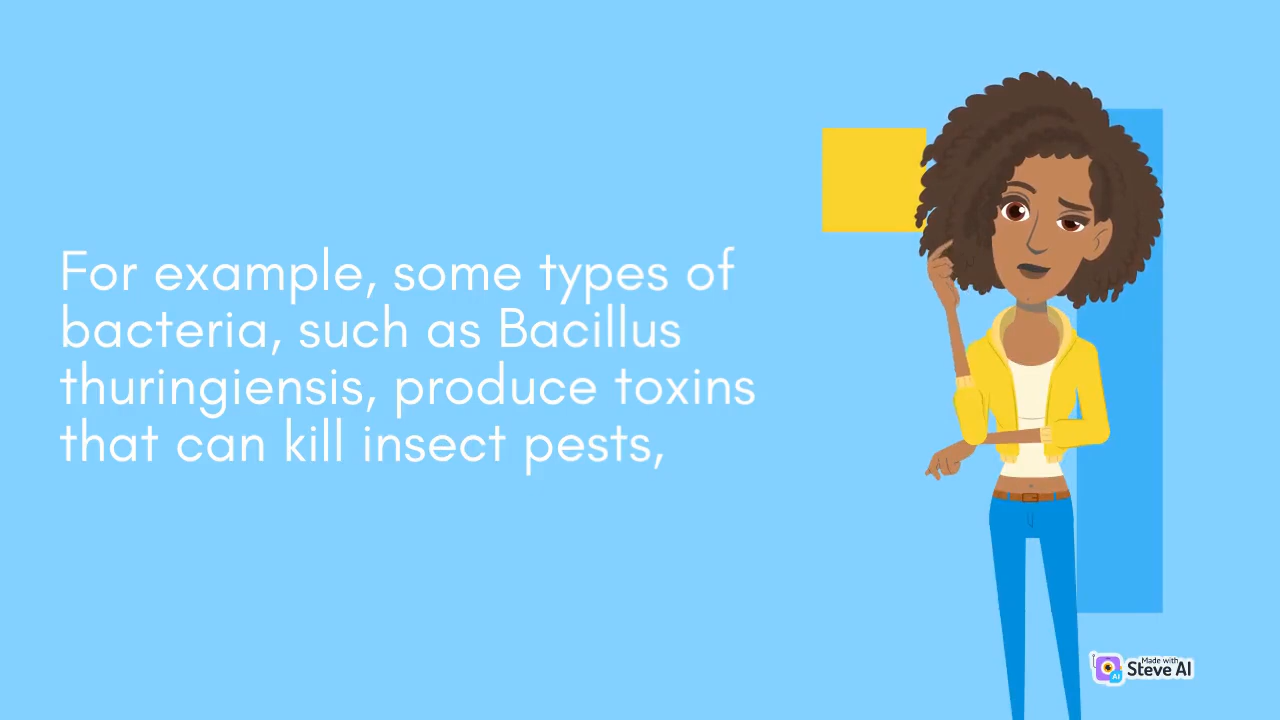 For example, some types of
bacteria, such as Bacillus
thuringiensis, produce toxins
that can kill insect pests,
Made with
Steve AI
AI